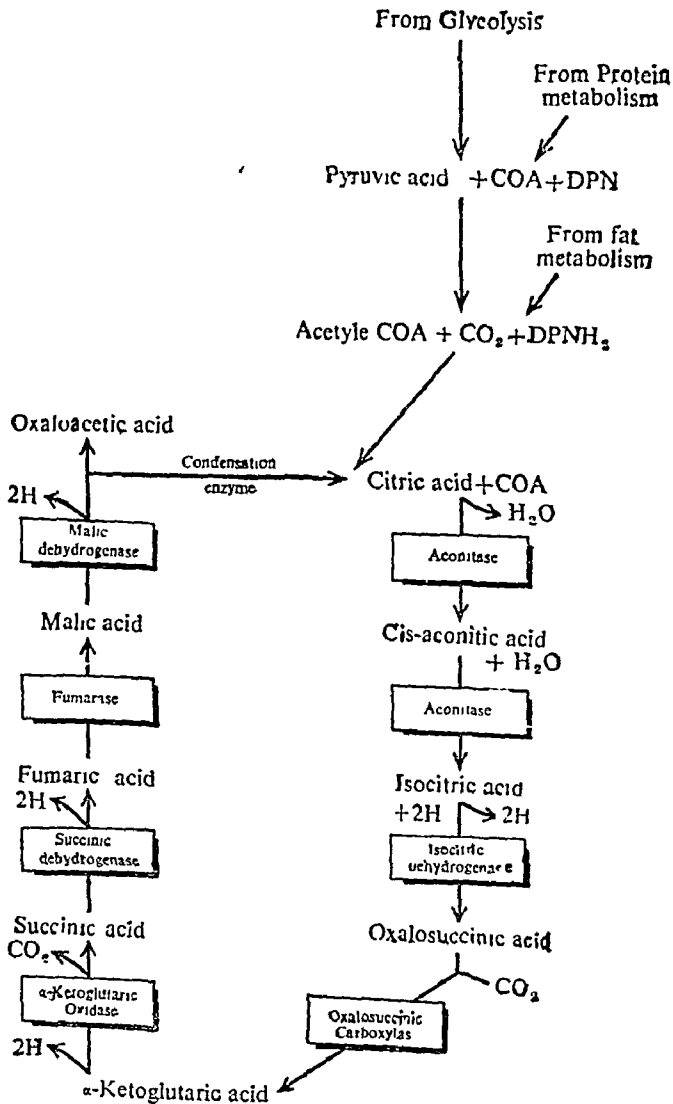 From Glycolysis
From Protein
metabolism
Pyruvic acid +COA+DPN
From fat
metabolism
Acetyle COA + CO₂+DPNH₂
Oxaloacetic acid
Condensation
enzyme
Citric acid+COA
2H
H₂O
Malic
dehydrogenase
Aconitase
Malic acid
Cis-aconitic acid
+ H₂O
Fumarase
Aconitase
Fumaric acid
Isocitric acid
2H
+2H
2H
Succinic
dehydrogenase
Isocitric
dehydrogenase
Succinic acid
Oxalosuccinic acid
CO₂
CO₂
α-Ketoglutaric
Oxidase
Oxalosuccinic
Carboxylas
2H
α-Ketoglutaric acid